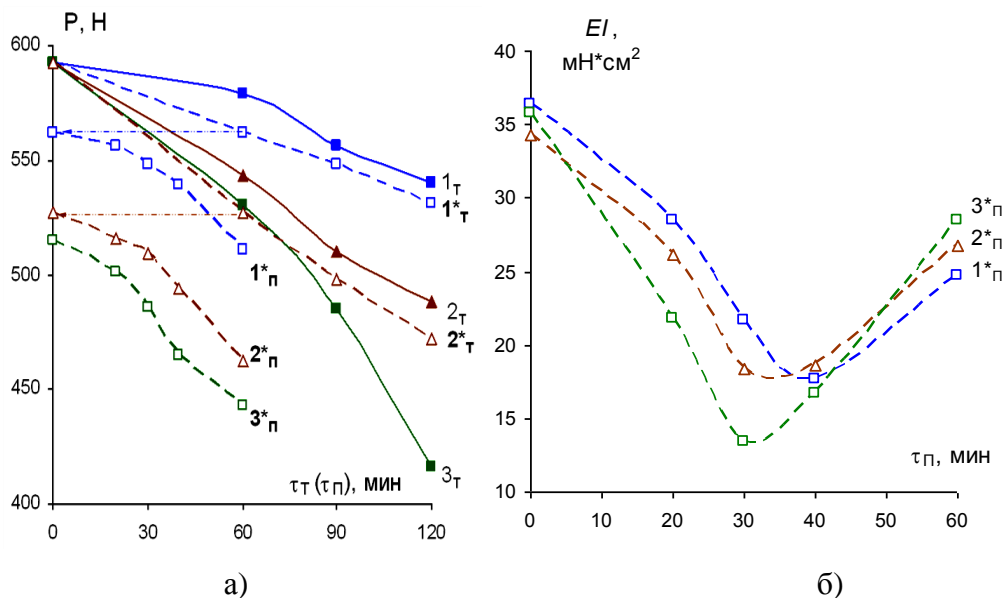 P, H
600
550
500
450
400
0
30
60
90
120
1т
1*т
1*п
2т
2*т
2*п
3*п
3т
τТ (τП), мин
а)
EI ,
мН*см²
40
35
30
25
20
15
10
0
10
20
30
40
50
60
3*П
2*П
1*П
τП, мин
б)